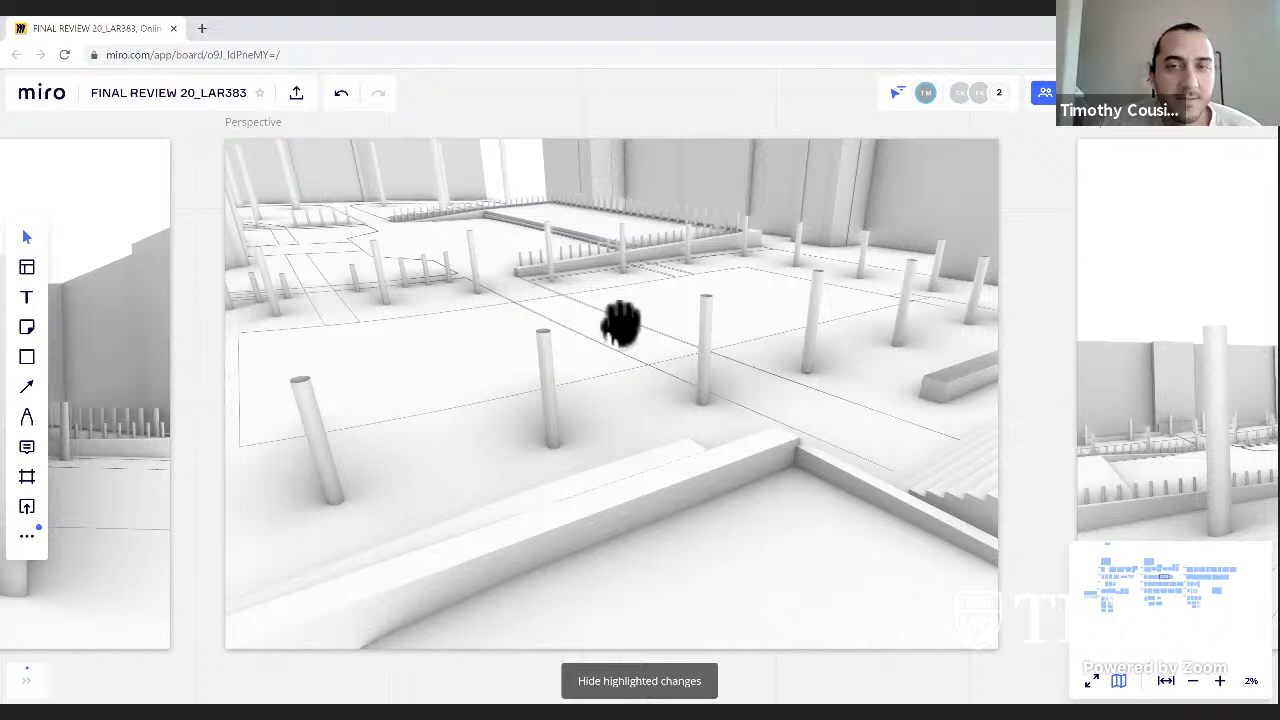 FINAL REVIEW 20_LAR383, Onlin
miro.com/app/board/o9J_ldPneMY=/
miro
FINAL REVIEW 20_LAR383
TM
2
Timothy Cousi...
Perspective
T
Hide highlighted changes
Powered by Zoom
2%